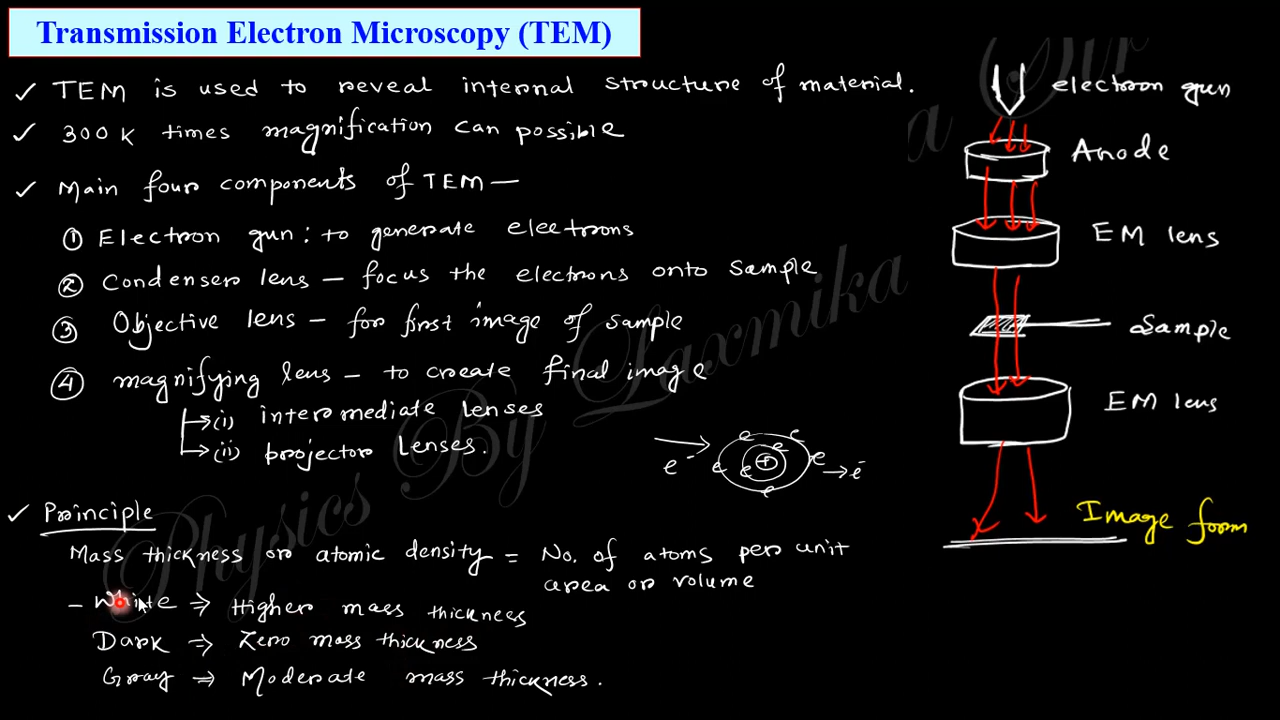 Transmission Electron Microscopy (TEM)
✓ TEM is used to reveal internal structure of material.
✓ 300 K times magnification can possible
✓ Main four components of TEM —
① Electron gun : to generate electrons
② Condenser lens – focus the electrons onto sample
③ Objective lens – for first image of sample
④ magnifying lens – to create final image
(i) intermediate lenses
(ii) projector lenses.
✓ Principle
Mass thickness or atomic density = No. of atoms per unit
area or volume
– White ⇒ Higher mass thickness
Dark ⇒ Zero mass thickness
Gray ⇒ Moderate mass thickness.
e⁻
e e e e e e e
+
e⁻
electron gun
Anode
EM lens
Sample
EM lens
Image form
Physics By Laxmika Sir